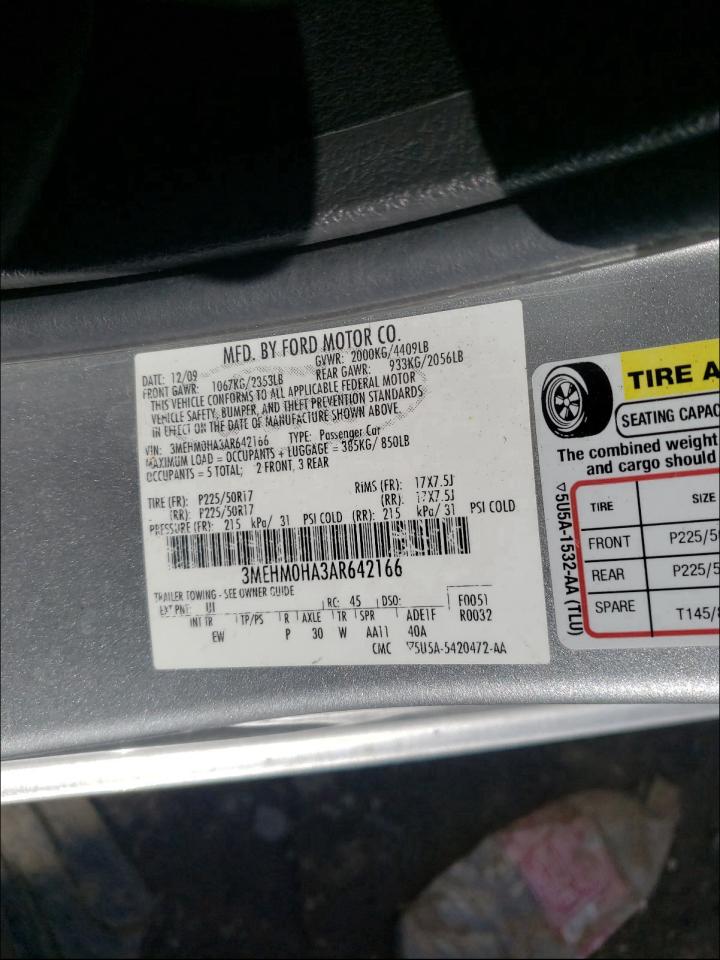 MFD. BY FORD MOTOR CO.
DATE: 12/09 GVWR: 2000KG/4409LB
FRONT GAWR: 1067KG/2353LB REAR GAWR: 933KG/2056LB
THIS VEHICLE CONFORMS TO ALL APPLICABLE FEDERAL MOTOR
VEHICLE SAFETY, BUMPER, AND THEFT PREVENTION STANDARDS
IN EFFECT ON THE DATE OF MANUFACTURE SHOWN ABOVE.
VIN: 3MEHM0HA3AR642166 TYPE: Passenger Car
MAXIMUM LOAD = OCCUPANTS + LUGGAGE = 385KG/ 850LB
OCCUPANTS = 5 TOTAL; 2 FRONT, 3 REAR
TIRE (FR): P225/50R17 RIMS (FR): 17X7.5J
(RR): P225/50R17 (RR): 17X7.5J
PRESSURE (FR): 215 kPa/ 31 PSI COLD (RR): 215 kPa/ 31 PSI COLD
3MEHM0HA3AR642166
TRAILER TOWING - SEE OWNER GUIDE
EXT PNT: UI RC: 45 DSO: F0051
INT TR TP/PS R AXLE TR SPR ADE1F R0032
EW P 30 W AA11 40A
CMC ▽5U5A-5420472-AA
TIRE A
SEATING CAPAC
The combined weight
and cargo should
TIRE SIZE
FRONT P225/5
REAR P225/5
SPARE T145/
▽5U5A-1532-AA (TLU)